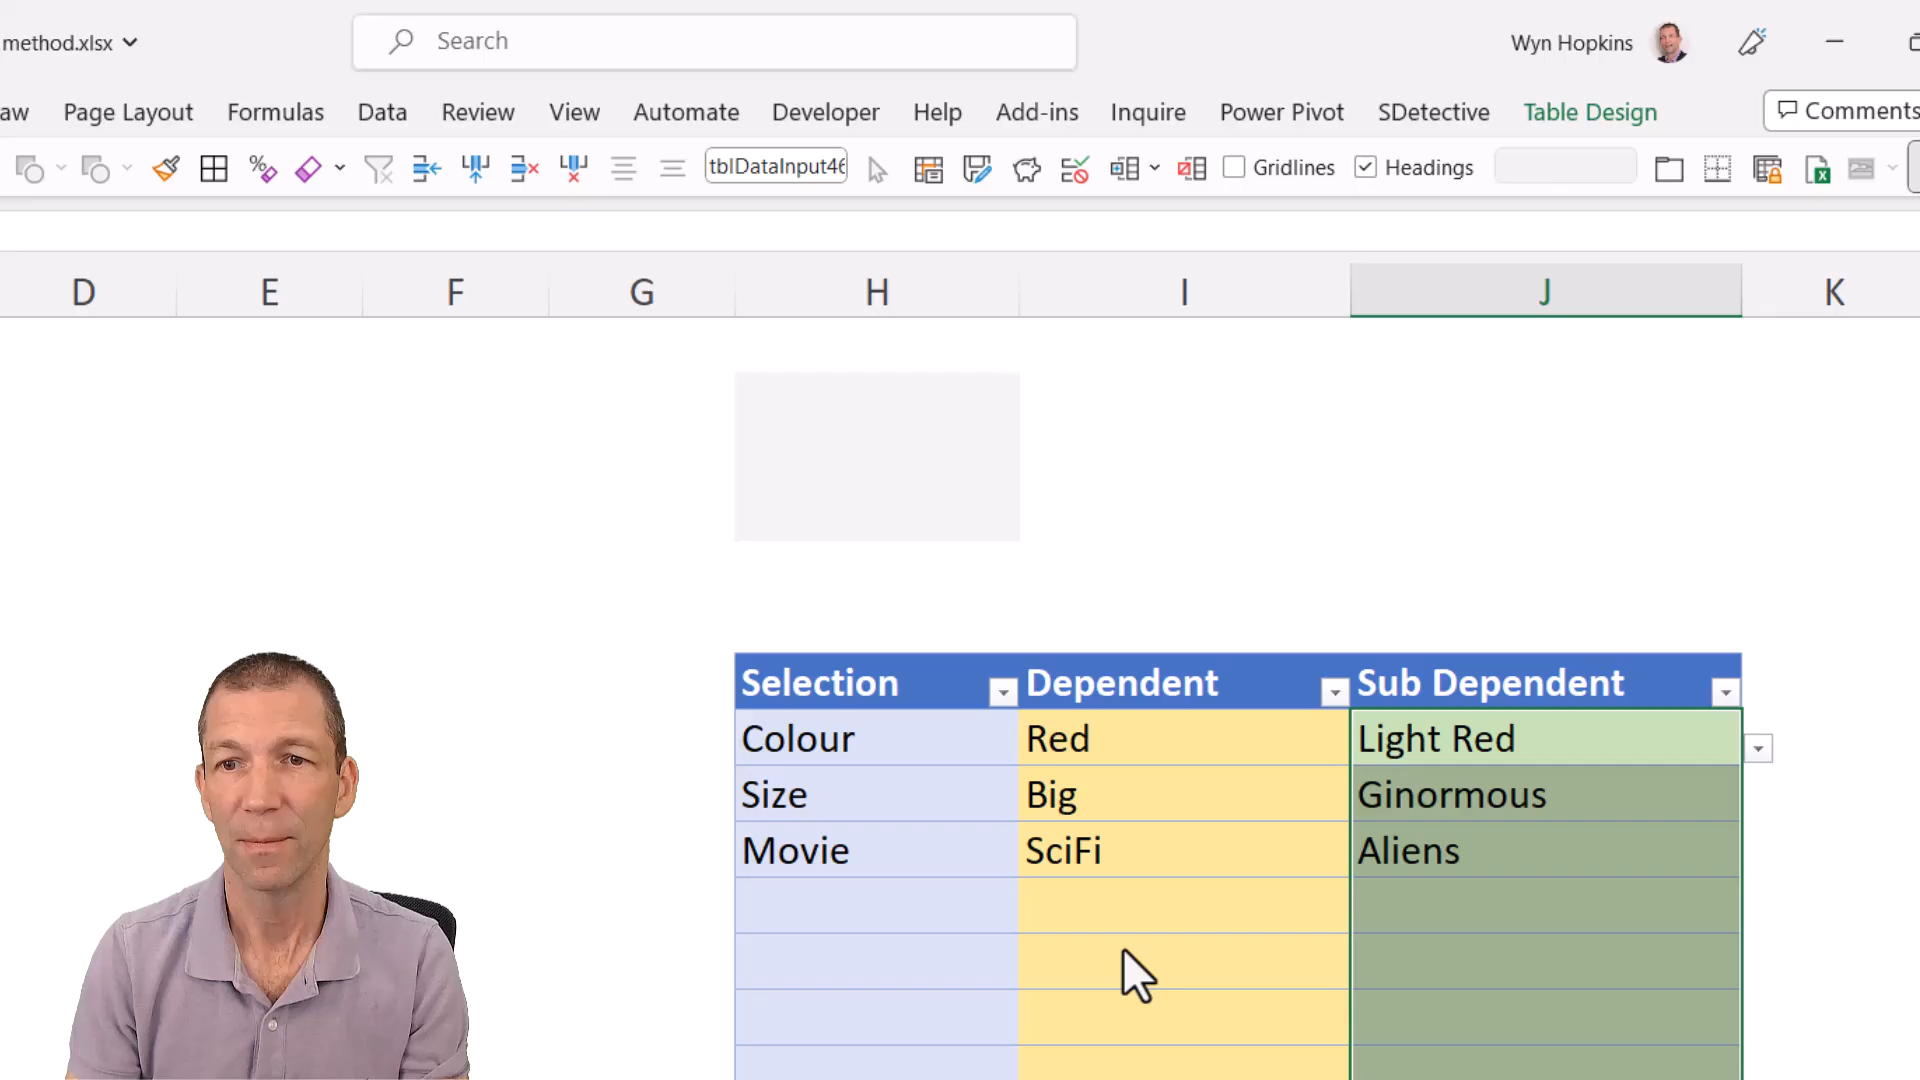 method.xlsx
Search
Wyn Hopkins
aw Page Layout Formulas Data Review View Automate Developer Help Add-ins Inquire Power Pivot SDetective Table Design Comments
tblDataInput46 Gridlines Headings
D E F G H I J K
Selection Dependent Sub Dependent
Colour Red Light Red
Size Big Ginormous
Movie SciFi Aliens